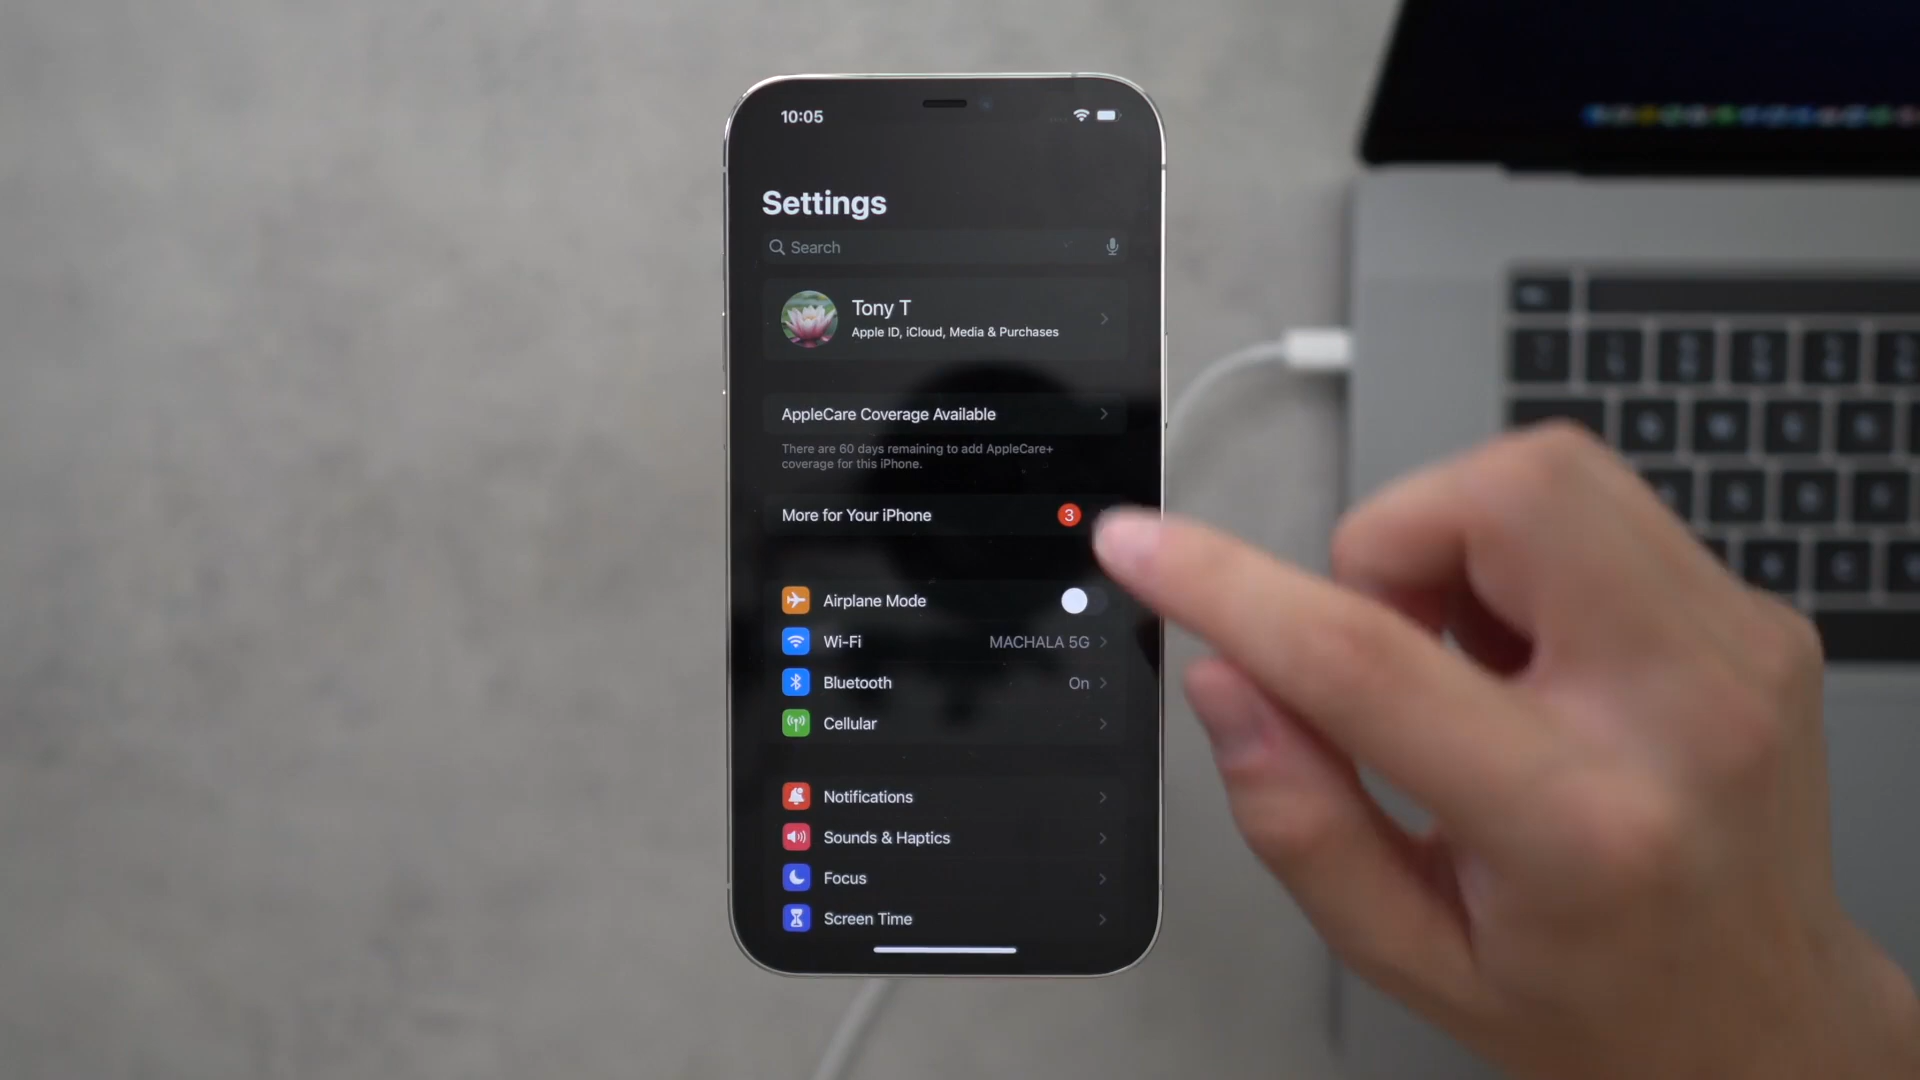 10:05
Settings
Search
Tony T
Apple ID, iCloud, Media & Purchases
AppleCare Coverage Available
There are 60 days remaining to add AppleCare+
coverage for this iPhone.
More for Your iPhone 3
Airplane Mode
Wi-Fi MACHALA 5G
Bluetooth On
Cellular
Notifications
Sounds & Haptics
Focus
Screen Time